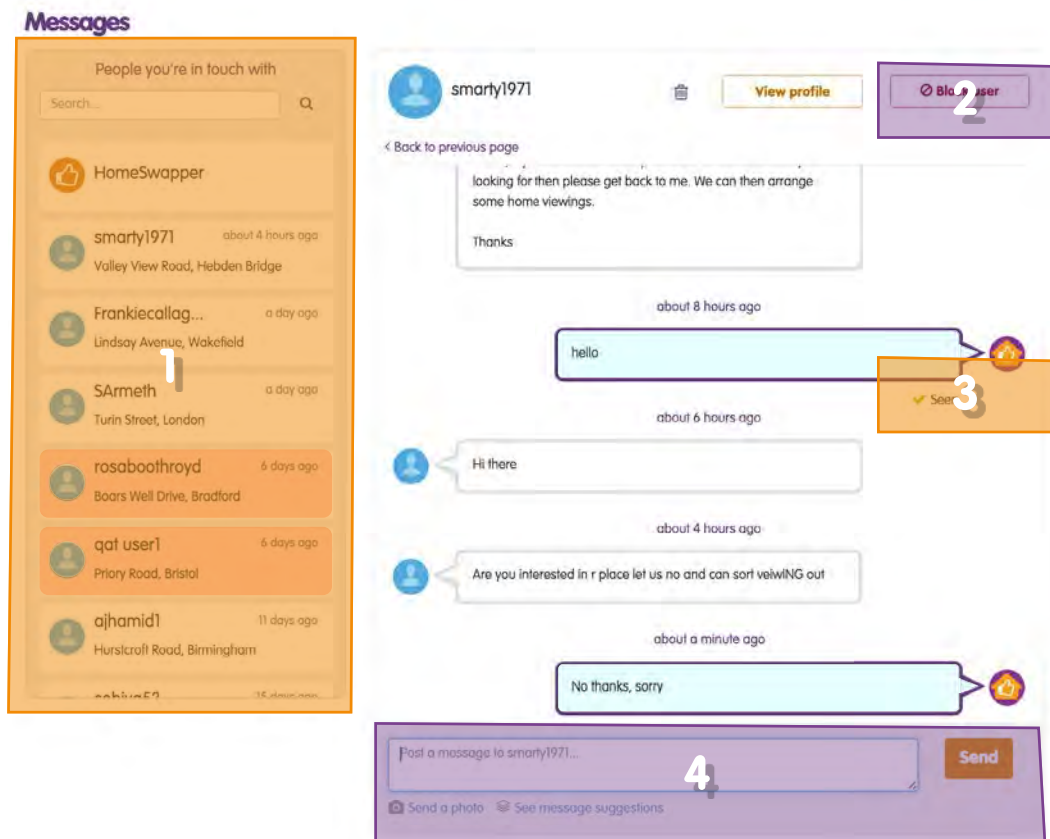 Messages
People you're in touch with
Search...
HomeSwapper
smarty1971 about 4 hours ago
Valley View Road, Hebden Bridge
Frankiecallag... a day ago
Lindsay Avenue, Wakefield
1
SArmeth a day ago
Turin Street, London
rosaboothroyd 6 days ago
Boars Well Drive, Bradford
qat user1 6 days ago
Priory Road, Bristol
ajhamid1 11 days ago
Hurstcroft Road, Birmingham
15 days ago
smarty1971
View profile
Block user
2
< Back to previous page
looking for then please get back to me. We can then arrange
some home viewings.
Thanks
about 8 hours ago
hello
Seen
3
about 6 hours ago
Hi there
about 4 hours ago
Are you interested in r place let us no and can sort veiwING out
about a minute ago
No thanks, sorry
Post a message to smarty1971...
4
Send
Send a photo See message suggestions